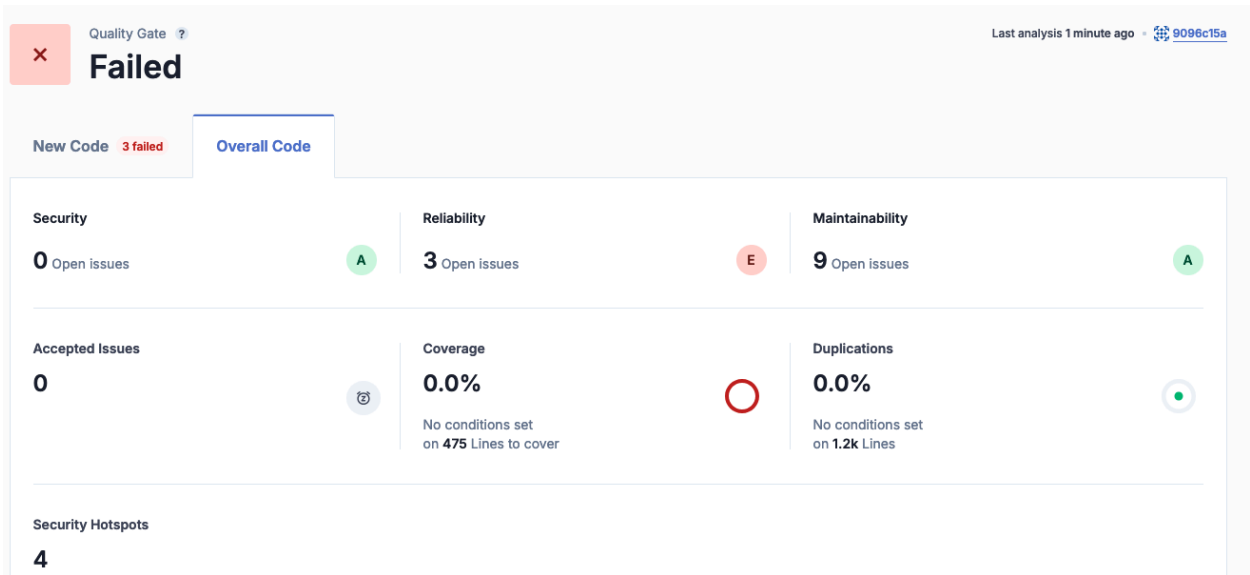 Quality Gate ?
Last analysis 1 minute ago • 9096c15a
Failed
New Code 3 failed
Overall Code
Security
0 Open issues
A
Reliability
3 Open issues
E
Maintainability
9 Open issues
A
Accepted Issues
0
Coverage
0.0%
No conditions set
on 475 Lines to cover
Duplications
0.0%
No conditions set
on 1.2k Lines
Security Hotspots
4